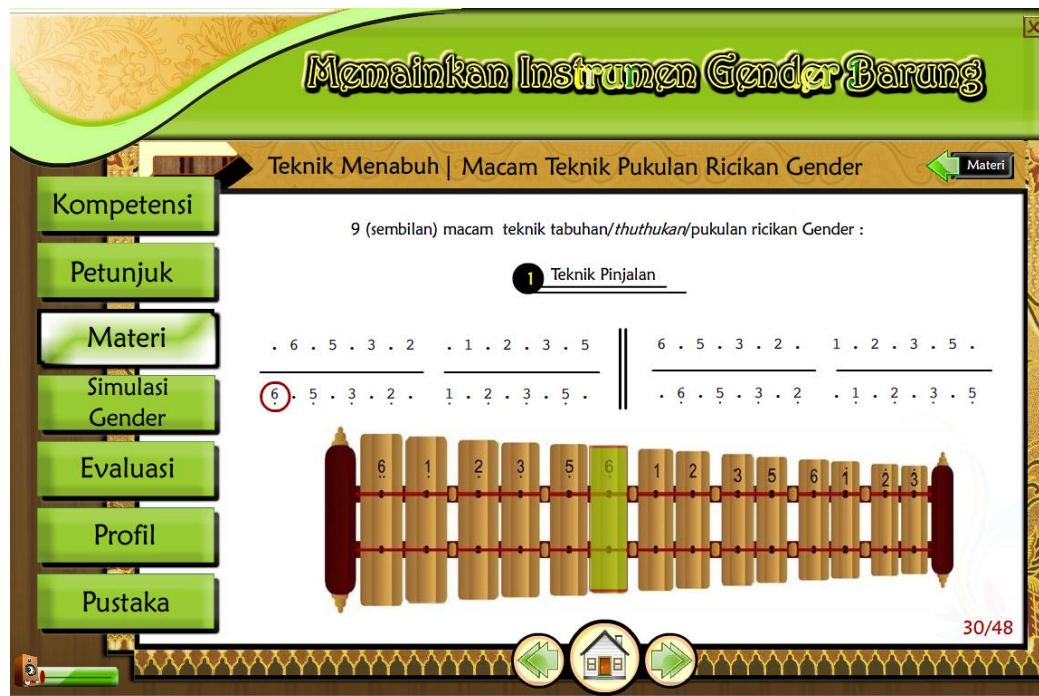 Memainkan Instrumen Gender Barung
Teknik Menabuh | Macam Teknik Pukulan Ricikan Gender
Materi
Kompetensi
Petunjuk
Materi
Simulasi
Gender
Evaluasi
Profil
Pustaka
9 (sembilan) macam teknik tabuhan/thuthukan/pukulan ricikan Gender :
1 Teknik Pinjalan
. 6 . 5 . 3 . 2 . 1 . 2 . 3 . 5 6 . 5 . 3 . 2 . 1 . 2 . 3 . 5 .
6̣ . 5̣ . 3̣ . 2̣ . 1̣ . 2̣ . 3̣ . 5̣ . . 6̣ . 5̣ . 3̣ . 2̣ . 1̣ . 2̣ . 3̣ . 5̣
6̤ 1̣ 2̣ 3̣ 5̣ 6̣ 1 2 3 5 6 1̇ 2̇ 3̇
30/48